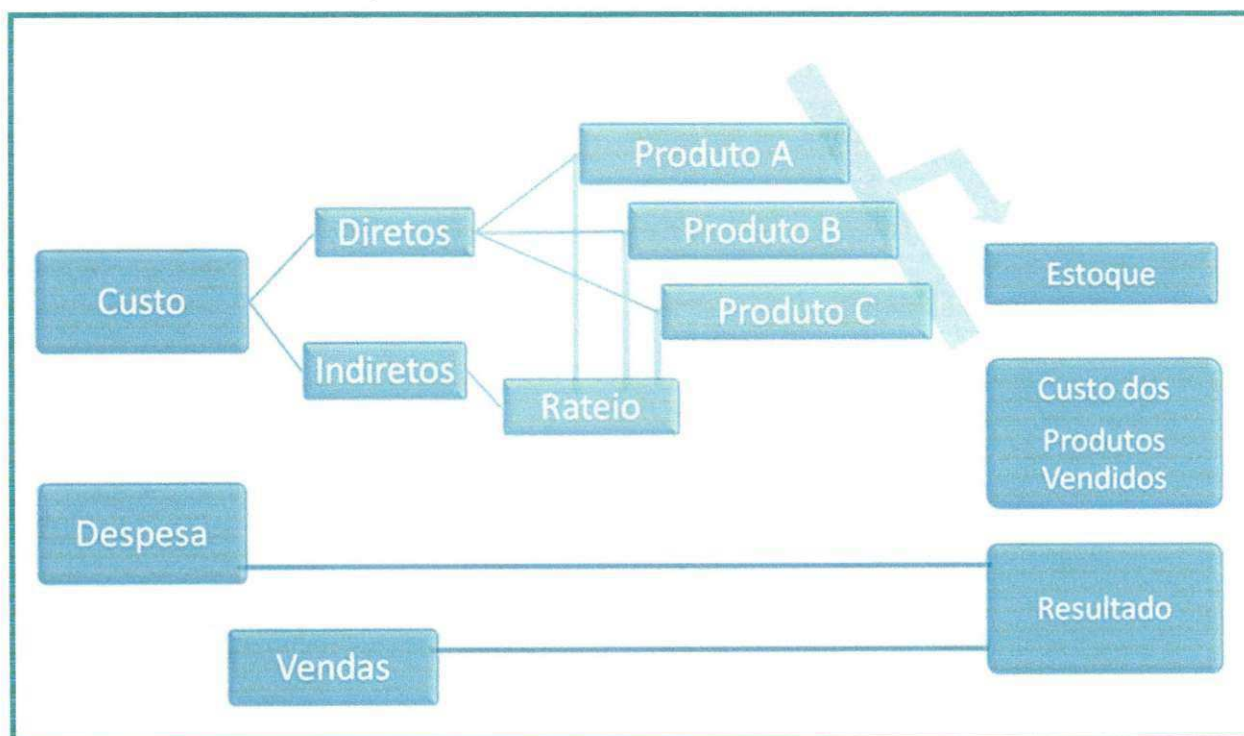 Produto A
Diretos
Produto B
Custo
Estoque
Produto C
Indiretos
Rateio
Custo dos
Produtos
Vendidos
Despesa
Resultado
Vendas